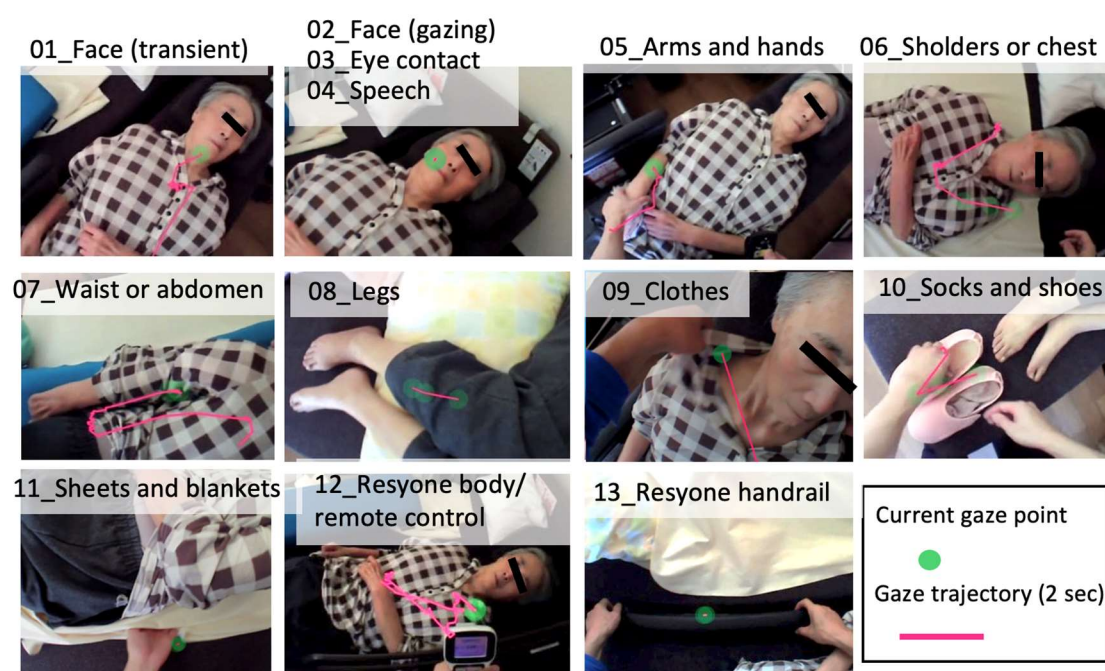 01_Face (transient)
02_Face (gazing)
03_Eye contact
04_Speech
05_Arms and hands
06_Sholders or chest
07_Waist or abdomen
08_Legs
09_Clothes
10_Socks and shoes
11_Sheets and blankets
12_Resyone body/
remote control
13_Resyone handrail
Current gaze point
Gaze trajectory (2 sec)